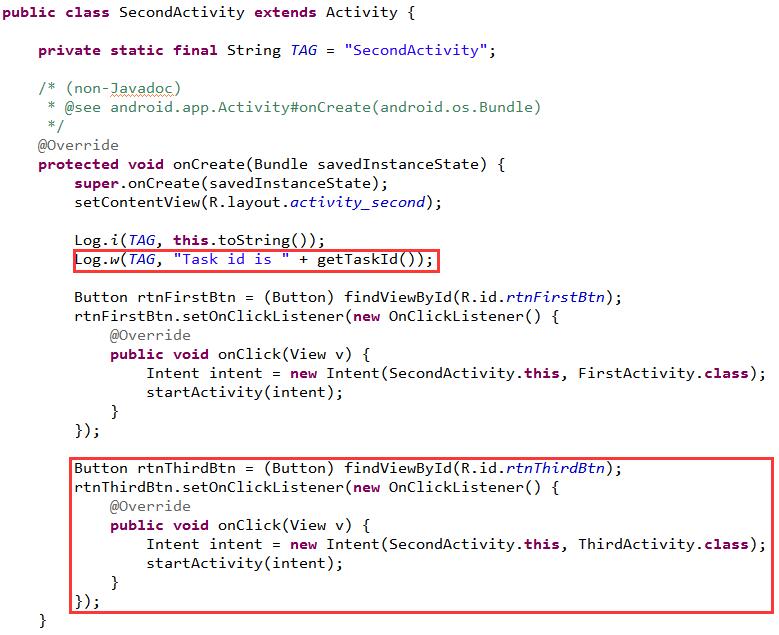 public class SecondActivity extends Activity {
private static final String TAG = "SecondActivity";
/* (non-Javadoc)
* @see android.app.Activity#onCreate(android.os.Bundle)
*/
@Override
protected void onCreate(Bundle savedInstanceState) {
super.onCreate(savedInstanceState);
setContentView(R.layout.activity_second);
Log.i(TAG, this.toString());
Log.w(TAG, "Task id is " + getTaskId());
Button rtnFirstBtn = (Button) findViewById(R.id.rtnFirstBtn);
rtnFirstBtn.setOnClickListener(new OnClickListener() {
@Override
public void onClick(View v) {
Intent intent = new Intent(SecondActivity.this, FirstActivity.class);
startActivity(intent);
}
});
Button rtnThirdBtn = (Button) findViewById(R.id.rtnThirdBtn);
rtnThirdBtn.setOnClickListener(new OnClickListener() {
@Override
public void onClick(View v) {
Intent intent = new Intent(SecondActivity.this, ThirdActivity.class);
startActivity(intent);
}
});
}